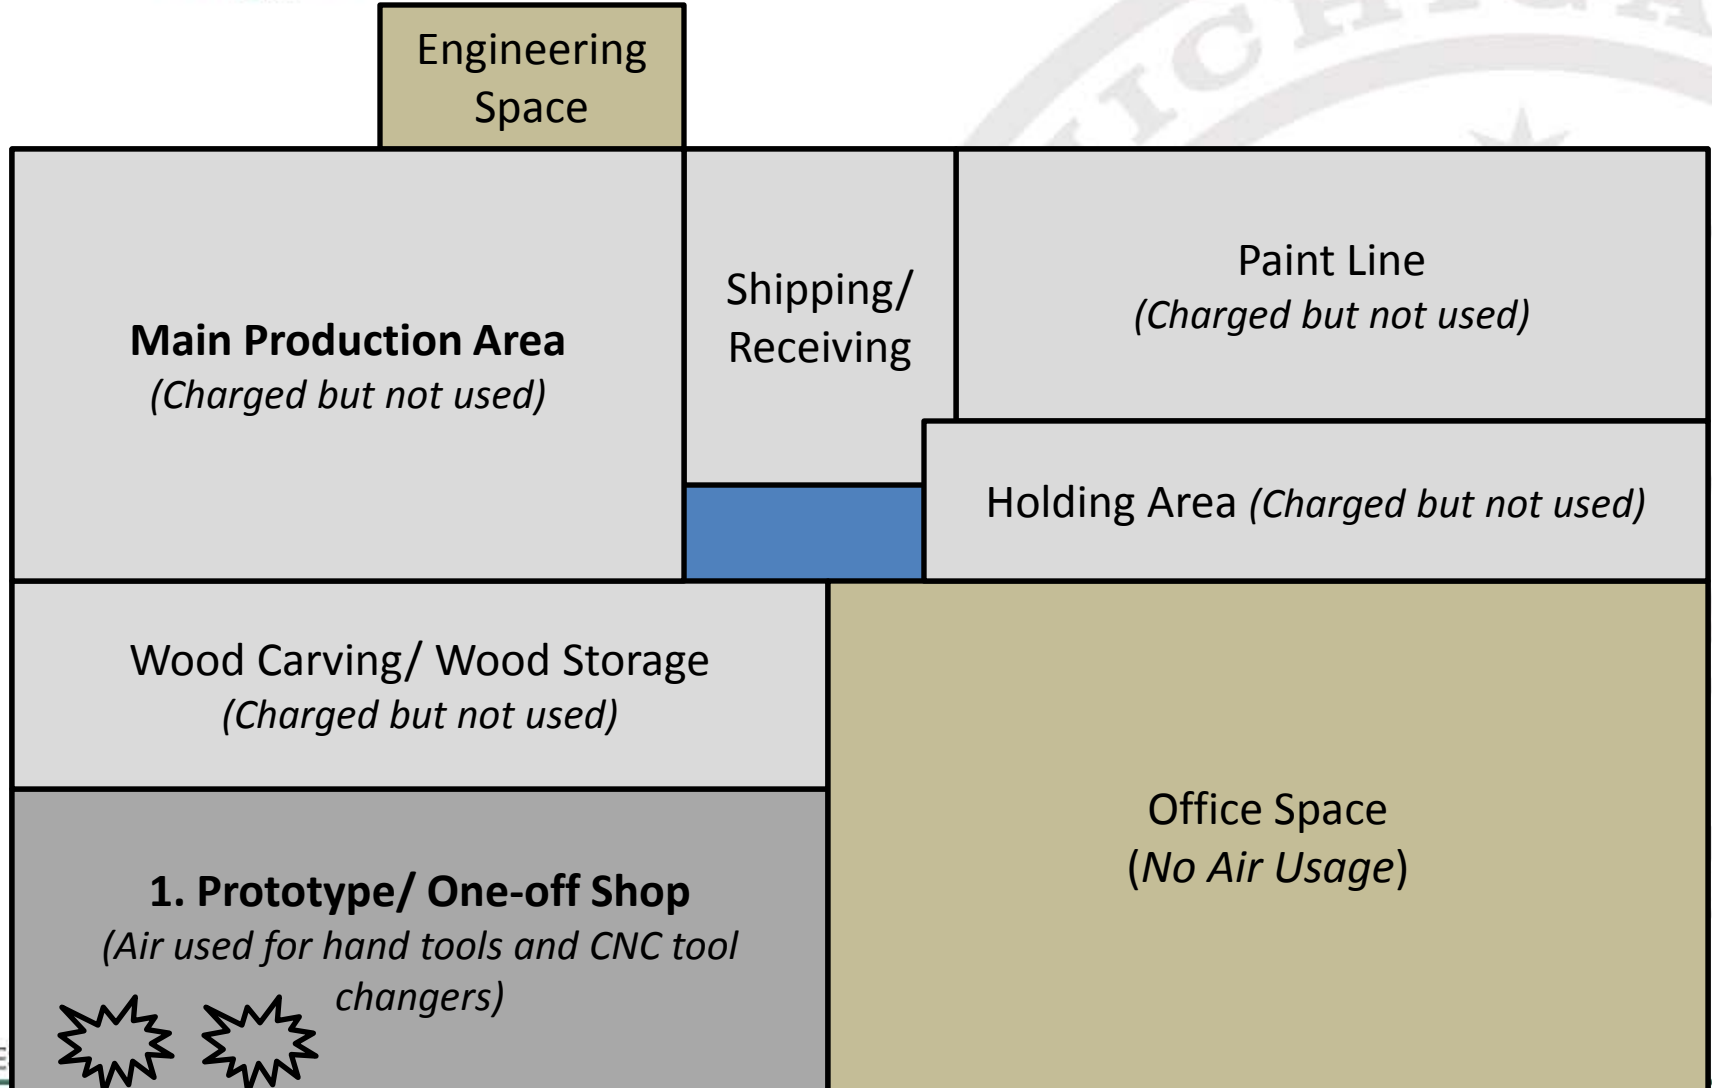 Engineering
Space
Main Production Area
(Charged but not used)
Shipping/
Receiving
Paint Line
(Charged but not used)
Holding Area (Charged but not used)
Wood Carving/ Wood Storage
(Charged but not used)
1. Prototype/ One-off Shop
(Air used for hand tools and CNC tool
changers)
Office Space
(No Air Usage)